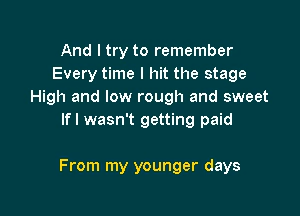 And I try to remember
Every time I hit the stage
High and low rough and sweet
If I wasn't getting paid
From my younger days